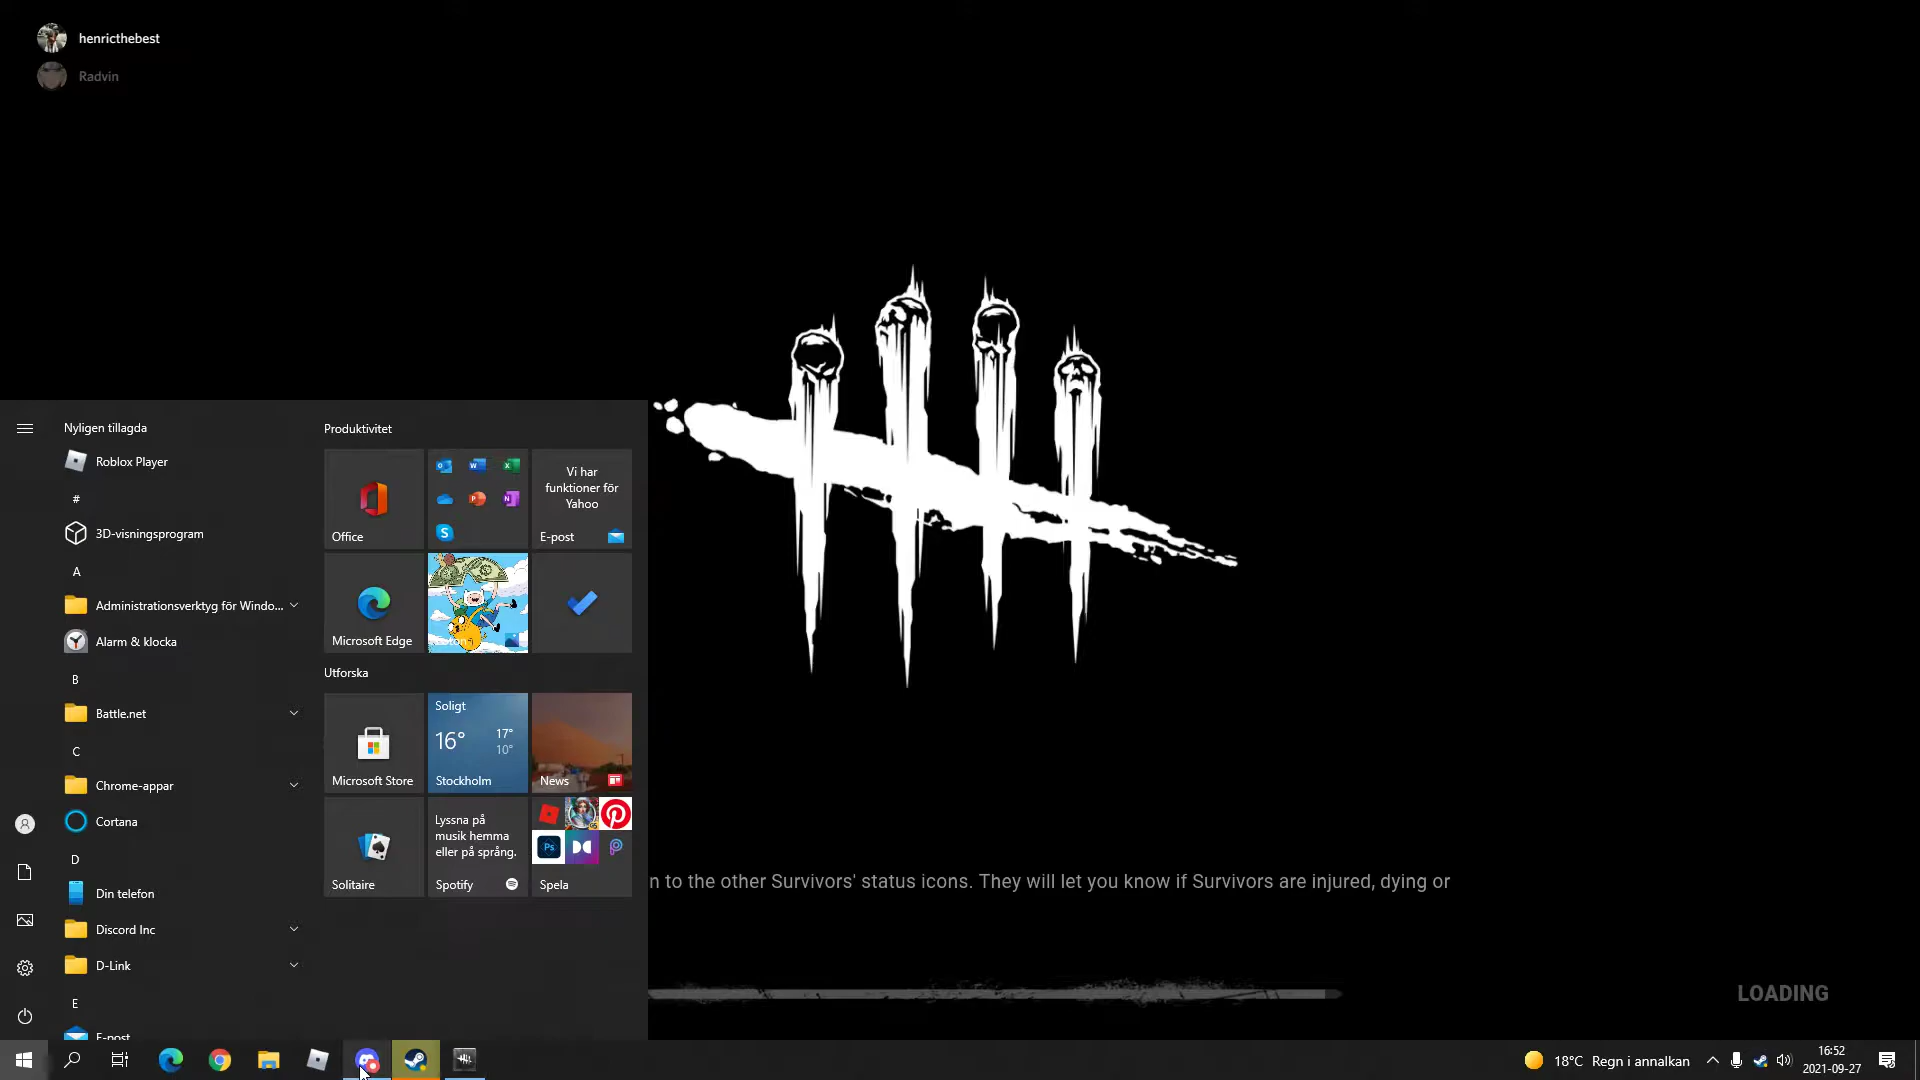 henricthebest
Radvin
Nyligen tillagda
Roblox Player
#
3D-visningsprogram
A
Administrationsverktyg för Windo...
Alarm & klocka
B
Battle.net
C
Chrome-appar
Cortana
D
Din telefon
Discord Inc
D-Link
E
E-post
Produktivitet
Office
Vi har
funktioner för
Yahoo
E-post
Microsoft Edge
Utforska
Microsoft Store
Soligt
16°
17°
10°
Stockholm
News
Solitaire
Lyssna på
musik hemma
eller på språng.
Spotify
Ps
Spela
n to the other Survivors' status icons. They will let you know if Survivors are injured, dying or
LOADING
18°C Regn i annalkan
16:52
2021-09-27